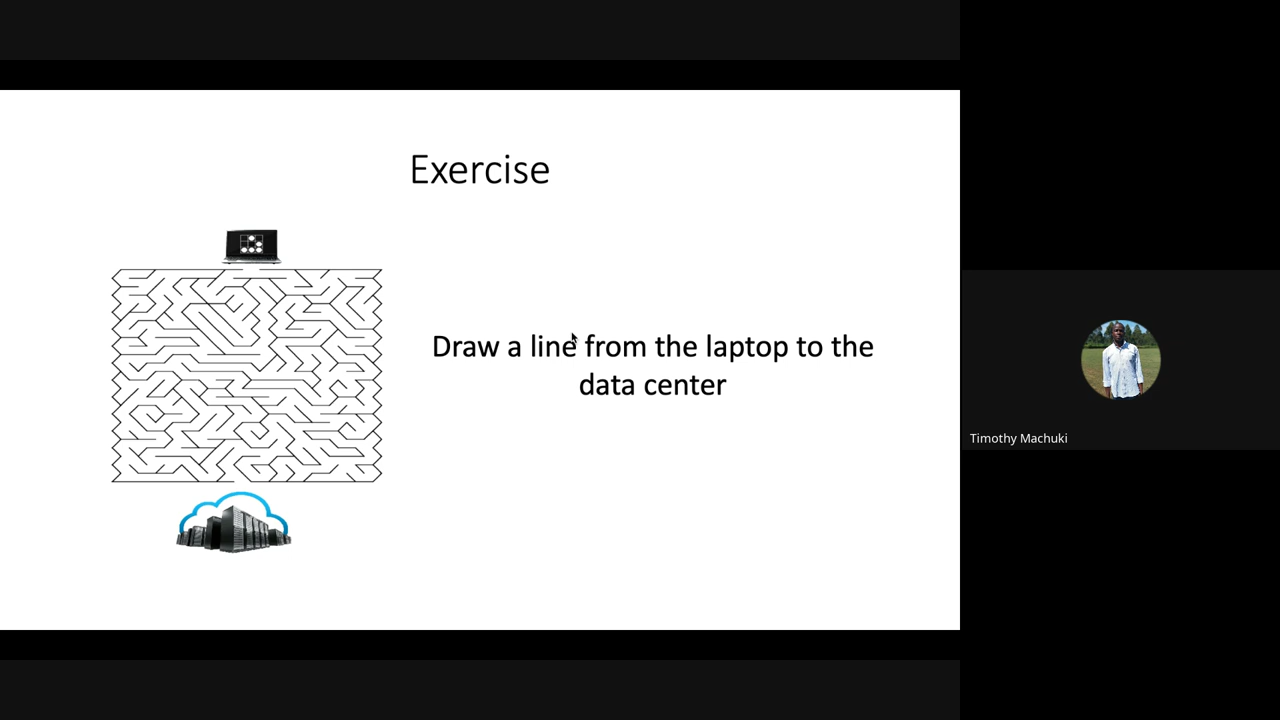 Exercise
Draw a line from the laptop to the
data center
Timothy Machuki